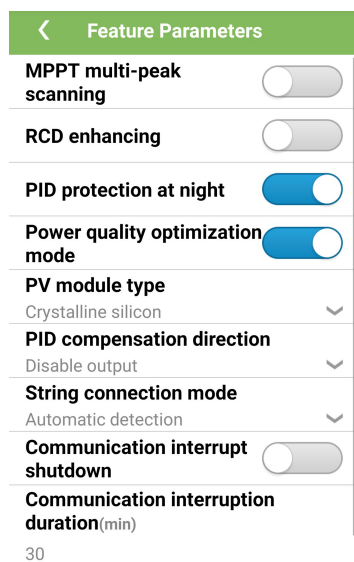 Feature Parameters
MPPT multi-peak
scanning
RCD enhancing
PID protection at night
Power quality optimization
mode
PV module type
Crystalline silicon
PID compensation direction
Disable output
String connection mode
Automatic detection
Communication interrupt
shutdown
Communication interruption
duration(min)
30